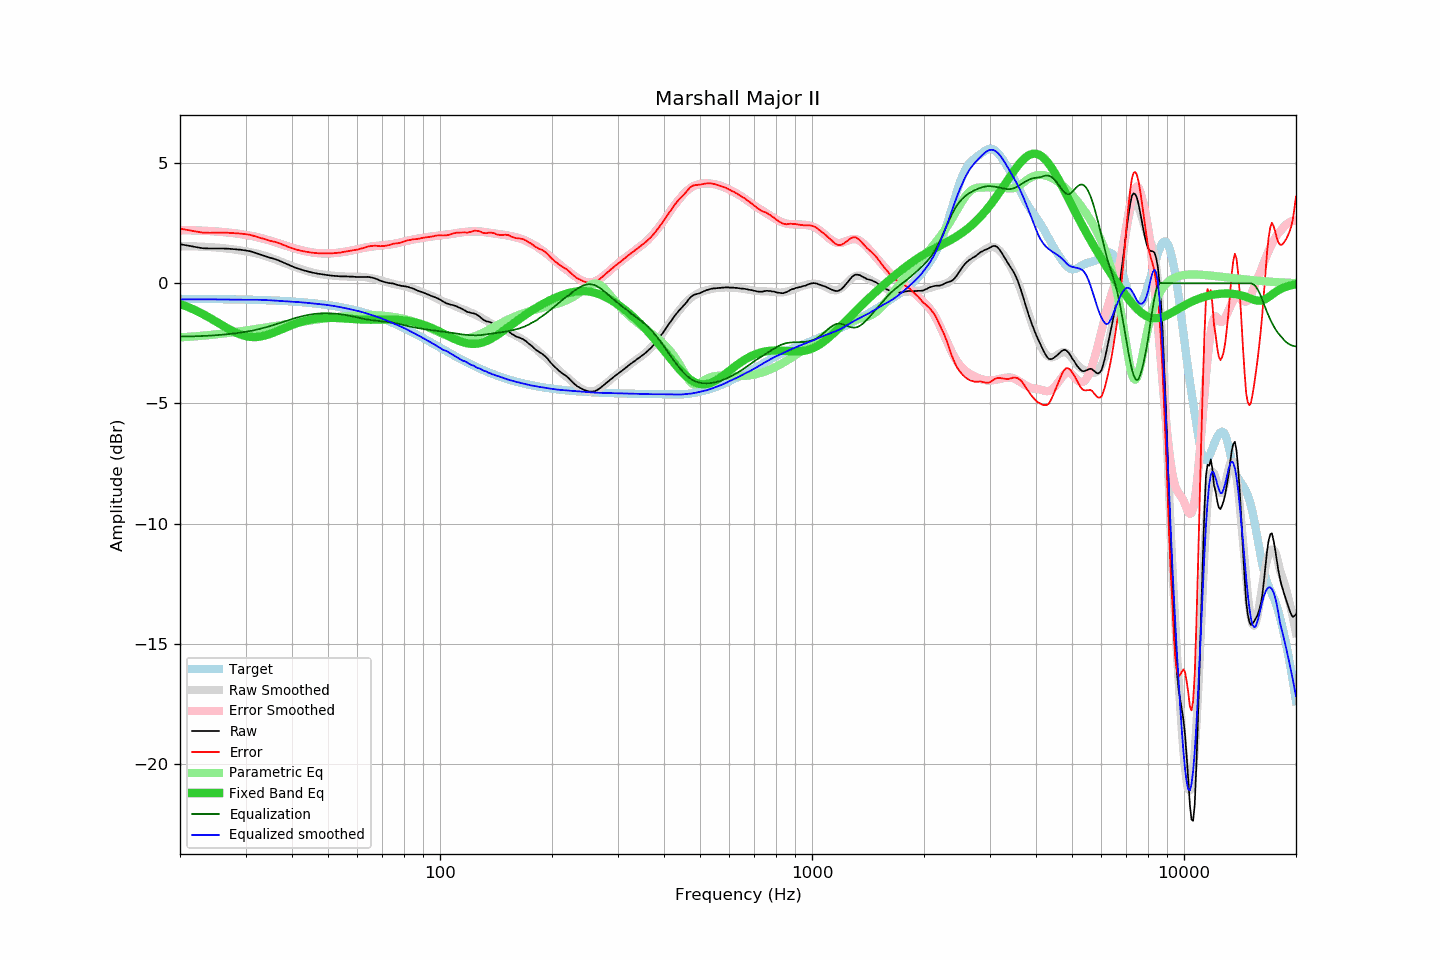 Marshall Major II
5
0
−5
−10
−15
−20
Amplitude (dBr)
Target
Raw Smoothed
Error Smoothed
Raw
Error
Parametric Eq
Fixed Band Eq
Equalization
Equalized smoothed
100 1000 10000
Frequency (Hz)